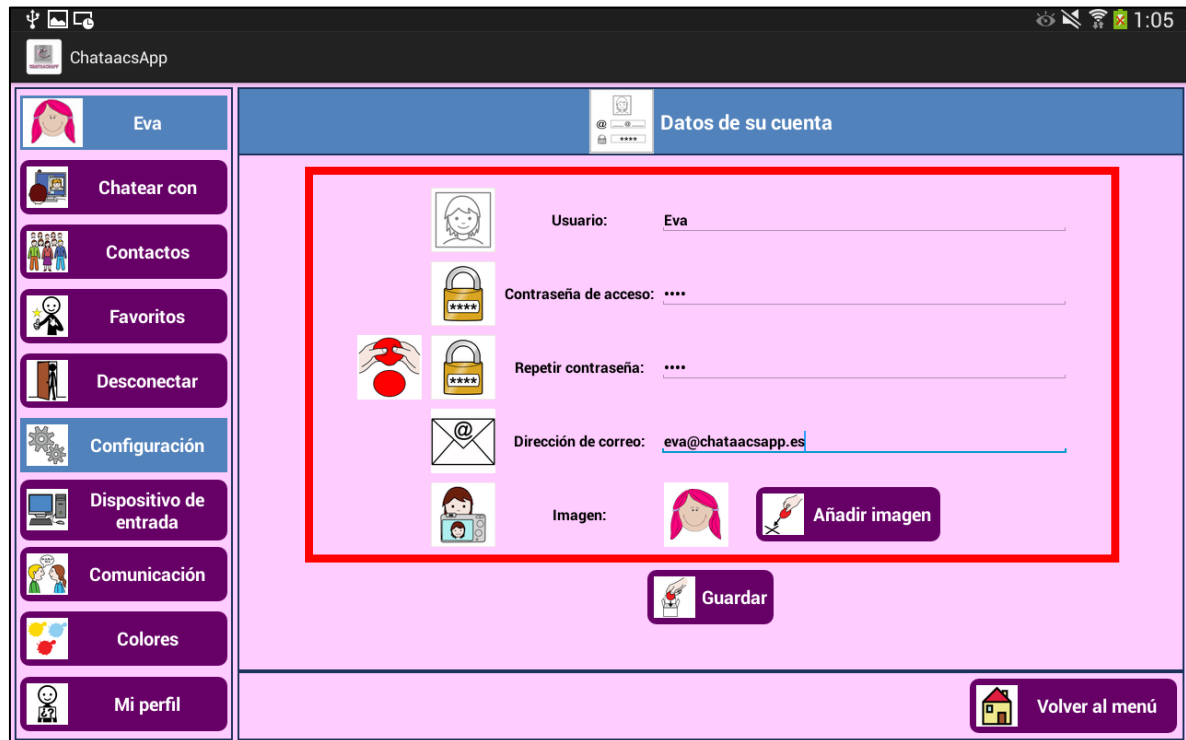 1:05
ChataacsApp
Eva
Chatear con
Contactos
Favoritos
Desconectar
Configuración
Dispositivo de
entrada
Comunicación
Colores
Mi perfil
Datos de su cuenta
Usuario: Eva
Contraseña de acceso: ••••
Repetir contraseña: ••••
Dirección de correo: eva@chataacsapp.es
Imagen: Añadir imagen
Guardar
Volver al menú